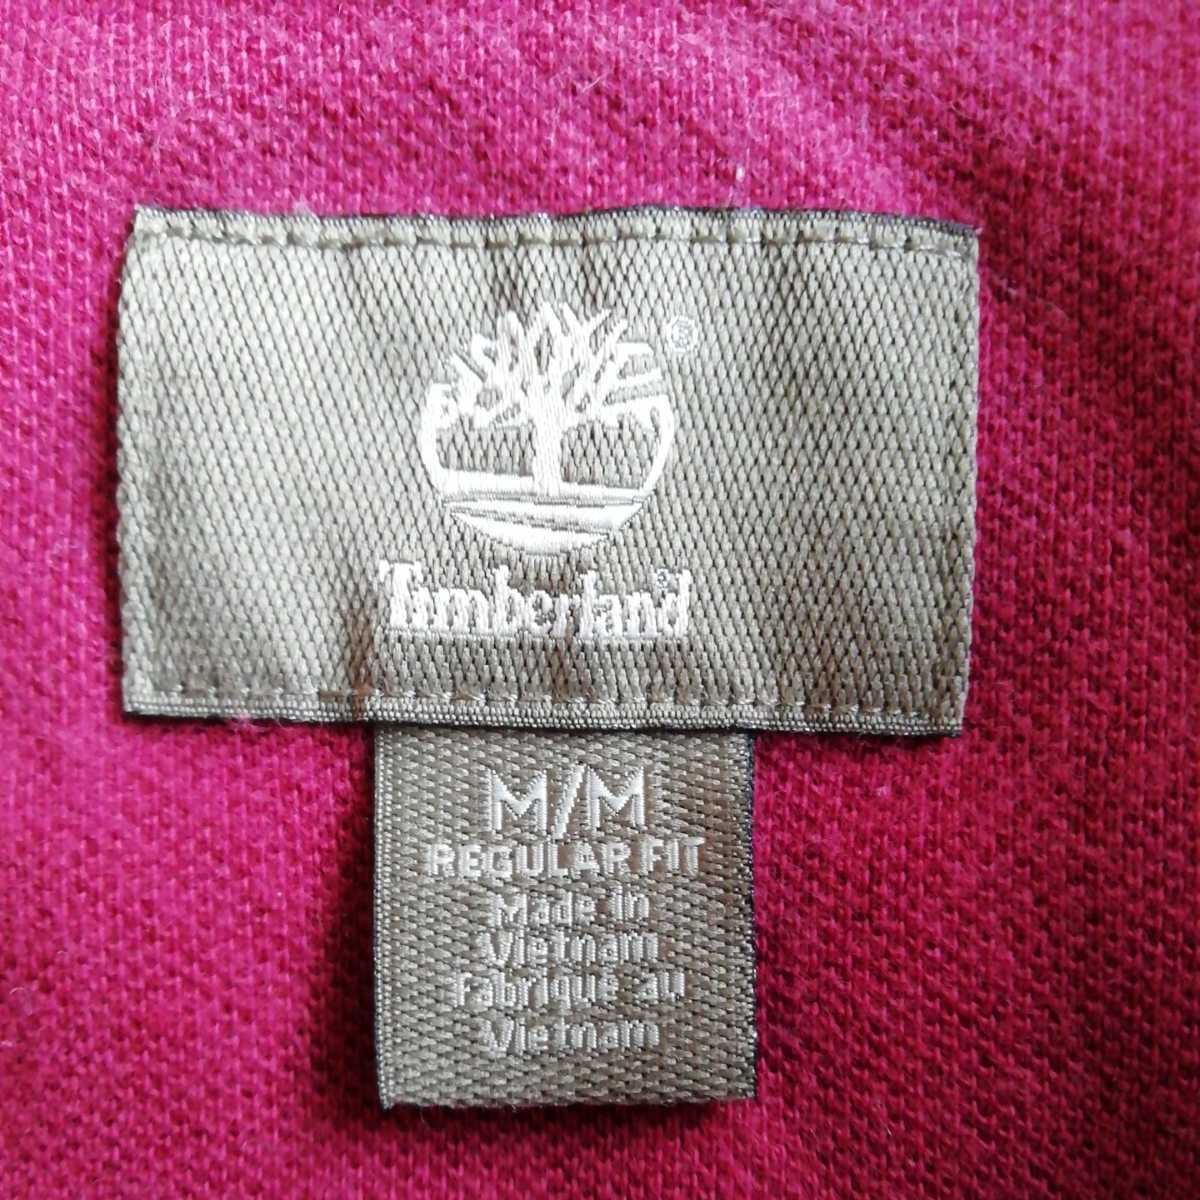 ®
Timberland®
M/M
REGULAR FIT
Made in
Vietnam
Fabriqué au
Vietnam